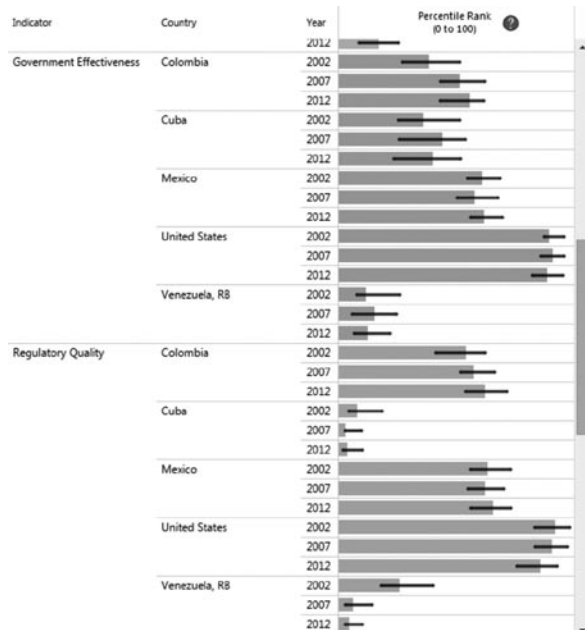 Indicator Country Year Percentile Rank (0 to 100) ?
2012
Government Effectiveness Colombia 2002
2007
2012
Cuba 2002
2007
2012
Mexico 2002
2007
2012
United States 2002
2007
2012
Venezuela, RB 2002
2007
2012
Regulatory Quality Colombia 2002
2007
2012
Cuba 2002
2007
2012
Mexico 2002
2007
2012
United States 2002
2007
2012
Venezuela, RB 2002
2007
2012